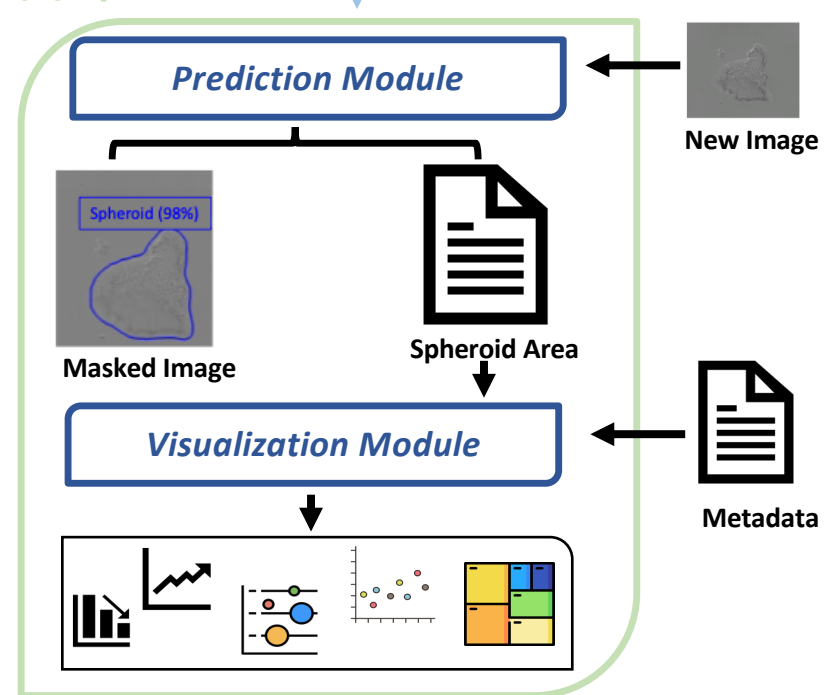 Prediction Module
New Image
Spheroid (98%)
Masked Image
Spheroid Area
Visualization Module
Metadata